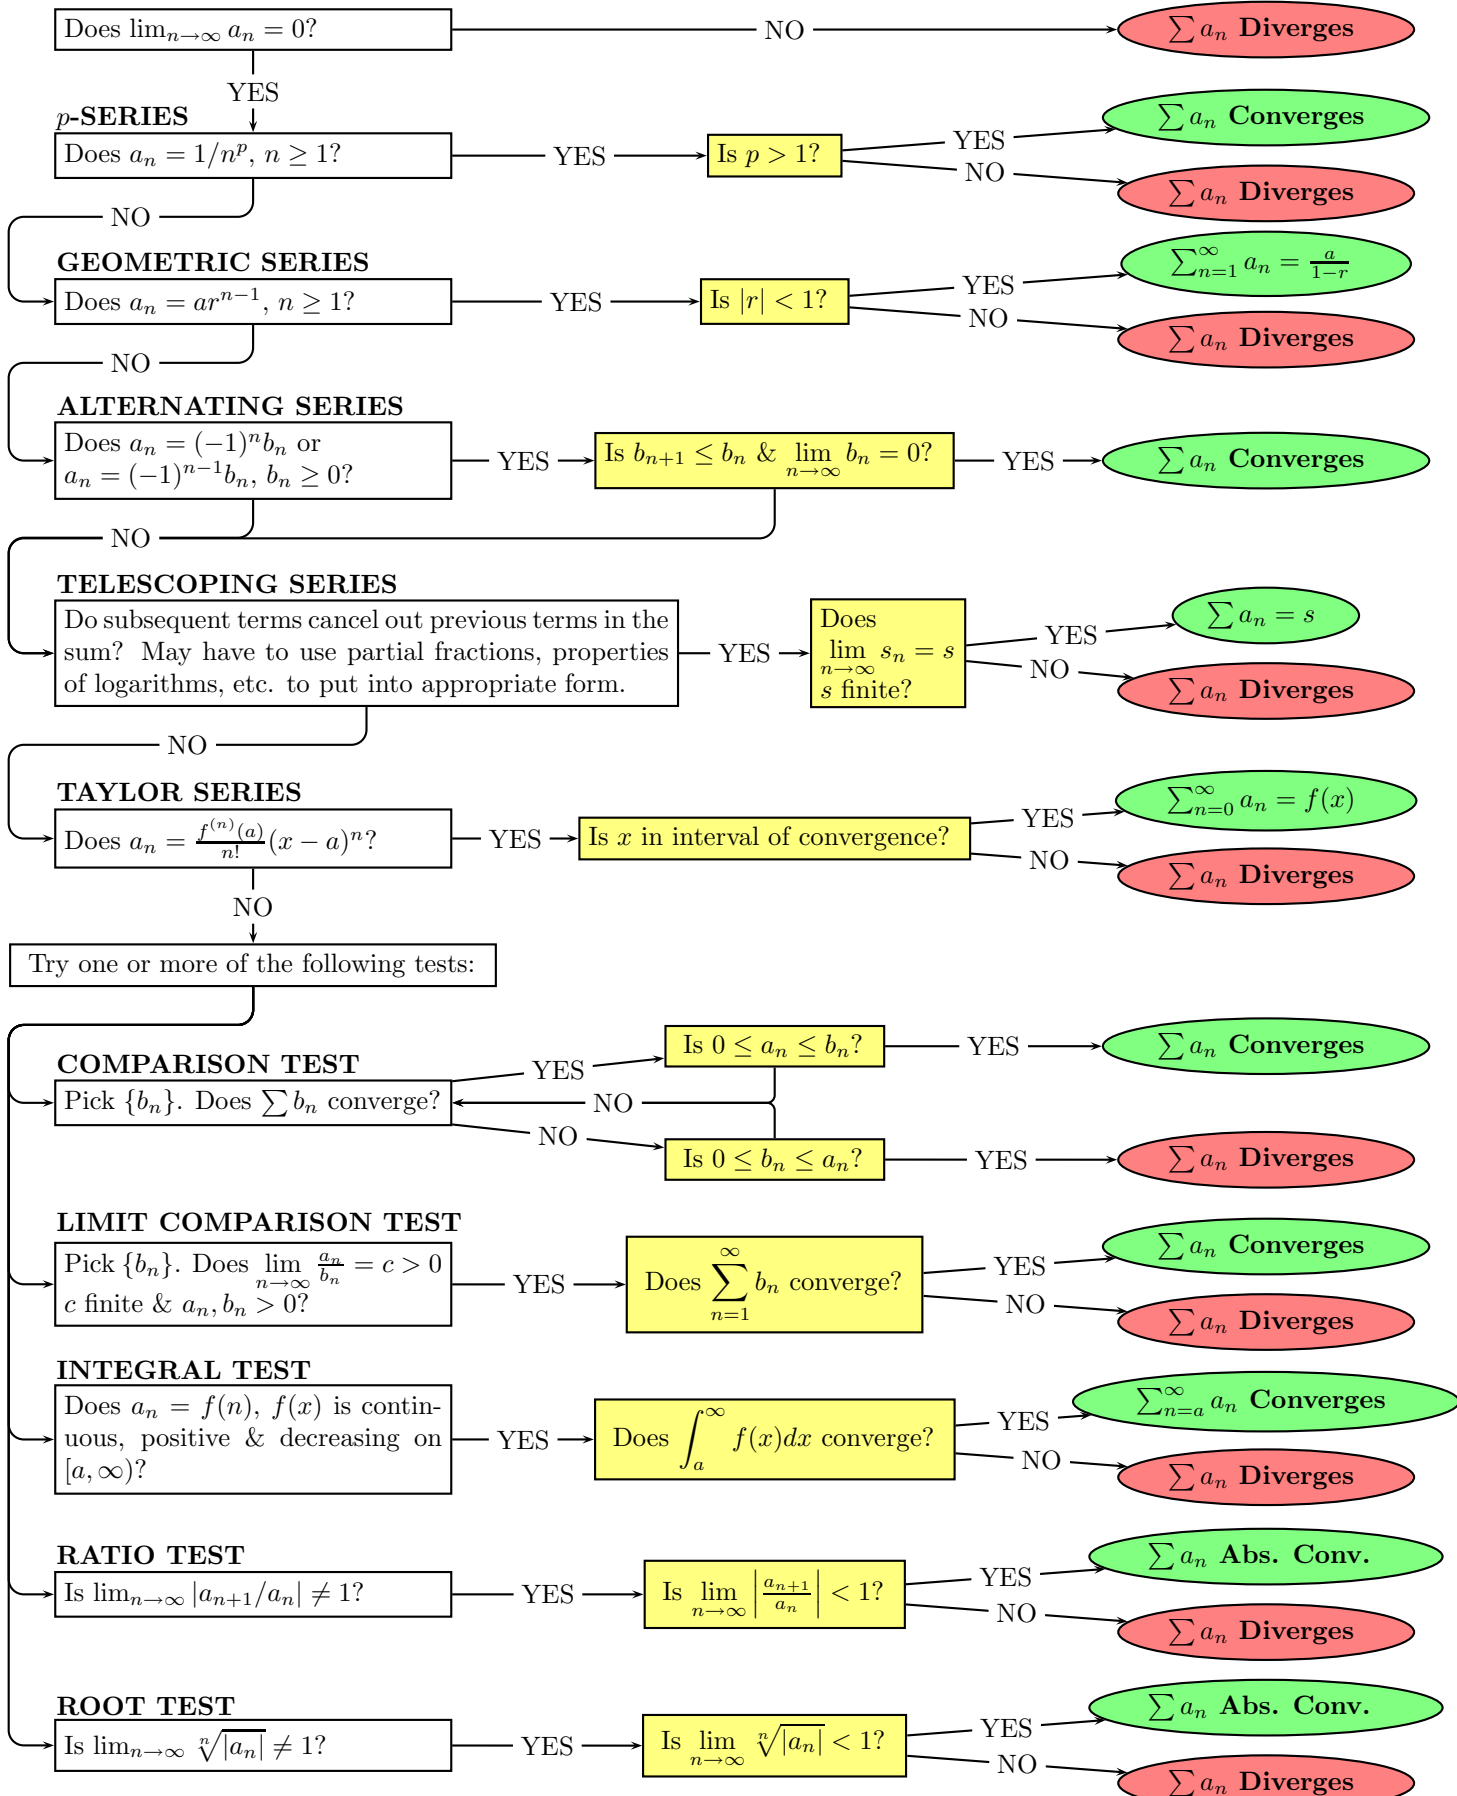 Does lim_{n→∞} a_n = 0?
NO
∑ a_n Diverges
YES
p-SERIES
Does a_n = 1/n^p, n ≥ 1?
YES
Is p > 1?
YES
∑ a_n Converges
NO
∑ a_n Diverges
NO
GEOMETRIC SERIES
Does a_n = ar^{n−1}, n ≥ 1?
YES
Is |r| < 1?
YES
∑_{n=1}^{∞} a_n = \frac{a}{1−r}
NO
∑ a_n Diverges
NO
ALTERNATING SERIES
Does a_n = (−1)^n b_n or
a_n = (−1)^{n−1} b_n, b_n ≥ 0?
YES
Is b_{n+1} ≤ b_n & lim_{n→∞} b_n = 0?
YES
∑ a_n Converges
NO
TELESCOPING SERIES
Do subsequent terms cancel out previous terms in the
sum? May have to use partial fractions, properties
of logarithms, etc. to put into appropriate form.
YES
Does
lim_{n→∞} s_n = s
s finite?
YES
∑ a_n = s
NO
∑ a_n Diverges
NO
TAYLOR SERIES
Does a_n = \frac{f^{(n)}(a)}{n!}(x − a)^n?
YES
Is x in interval of convergence?
YES
∑_{n=0}^{∞} a_n = f(x)
NO
∑ a_n Diverges
NO
Try one or more of the following tests:
COMPARISON TEST
Pick {b_n}. Does ∑ b_n converge?
YES
Is 0 ≤ a_n ≤ b_n?
YES
∑ a_n Converges
NO
NO
Is 0 ≤ b_n ≤ a_n?
YES
∑ a_n Diverges
LIMIT COMPARISON TEST
Pick {b_n}. Does lim_{n→∞} \frac{a_n}{b_n} = c > 0
c finite & a_n, b_n > 0?
YES
Does ∑_{n=1}^{∞} b_n converge?
YES
∑ a_n Converges
NO
∑ a_n Diverges
INTEGRAL TEST
Does a_n = f(n), f(x) is contin-
uous, positive & decreasing on
[a, ∞)?
YES
Does ∫_a^∞ f(x)dx converge?
YES
∑_{n=a}^{∞} a_n Converges
NO
∑ a_n Diverges
RATIO TEST
Is lim_{n→∞} |a_{n+1}/a_n| ≠ 1?
YES
Is lim_{n→∞} |\frac{a_{n+1}}{a_n}| < 1?
YES
∑ a_n Abs. Conv.
NO
∑ a_n Diverges
ROOT TEST
Is lim_{n→∞} \sqrt[n]{|a_n|} ≠ 1?
YES
Is lim_{n→∞} \sqrt[n]{|a_n|} < 1?
YES
∑ a_n Abs. Conv.
NO
∑ a_n Diverges